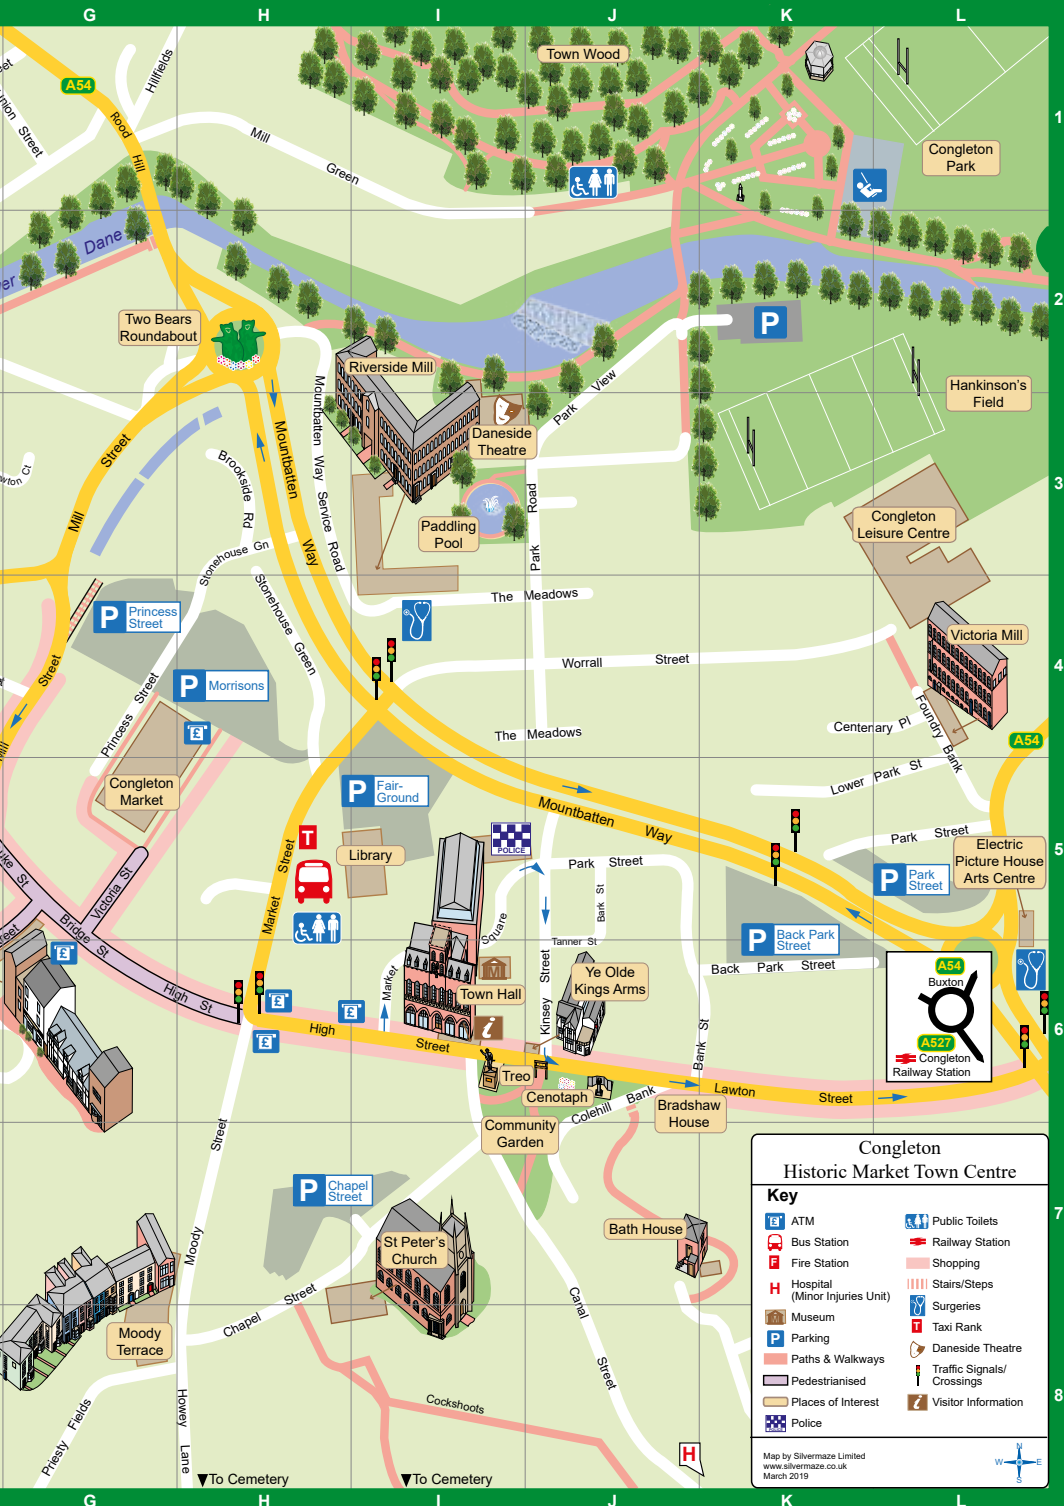 G H I J K L
A54
Hillfields
Union Street
Rood
Hill
Mill
Green
Town Wood
Congleton
Park
1
Dane
Two Bears
Roundabout
Riverside Mill
P
2
Park View
Hankinson's
Field
Daneside
Theatre
Mountbatten Way Service Road
Mountbatten
Way
Mill
Street
Brookside
Rd
Paddling
Pool
Park
Road
Congleton
Leisure Centre
3
Stonehouse Gn
Stonehouse Green
The Meadows
P Princess
Street
P Morrisons
£
Princess Street
Street
Worrall Street
Victoria Mill
4
The Meadows
Centenary Pl
Foundry Bank
A54
Lower Park St
Congleton
Market
P Fair-
Ground
Mountbatten
Way
Park Street
T
Library
POLICE
Park Street
P Park
Street
Electric
Picture House
Arts Centre
5
Market Street
Victoria St
Bridge St
Square
Bark St
Tanner St
P Back Park
Street
Back Park Street
£
High St
Market
M
Town Hall
i
Kinsey Street
Ye Olde
Kings Arms
Bank St
A54
Buxton
A527
Congleton
Railway Station
6
£
£
£
High
Street
Treo
Cenotaph
Colehill Bank
Lawton
Street
Bradshaw
House
Community
Garden
P Chapel
Street
Moody
Street
St Peter's
Church
Bath House
7
Chapel Street
Moody
Terrace
Canal
Street
Cockshoots
Priesty Fields
Howey Lane
H
To Cemetery
To Cemetery
8
Congleton
Historic Market Town Centre
Key
£ ATM
Bus Station
F Fire Station
H Hospital
(Minor Injuries Unit)
M Museum
P Parking
Paths & Walkways
Pedestrianised
Places of Interest
POLICE Police
Public Toilets
Railway Station
Shopping
Stairs/Steps
Surgeries
T Taxi Rank
Daneside Theatre
Traffic Signals/
Crossings
i Visitor Information
Map by Silvermaze Limited
www.silvermaze.co.uk
March 2019
N
W E
S
G H I J K L